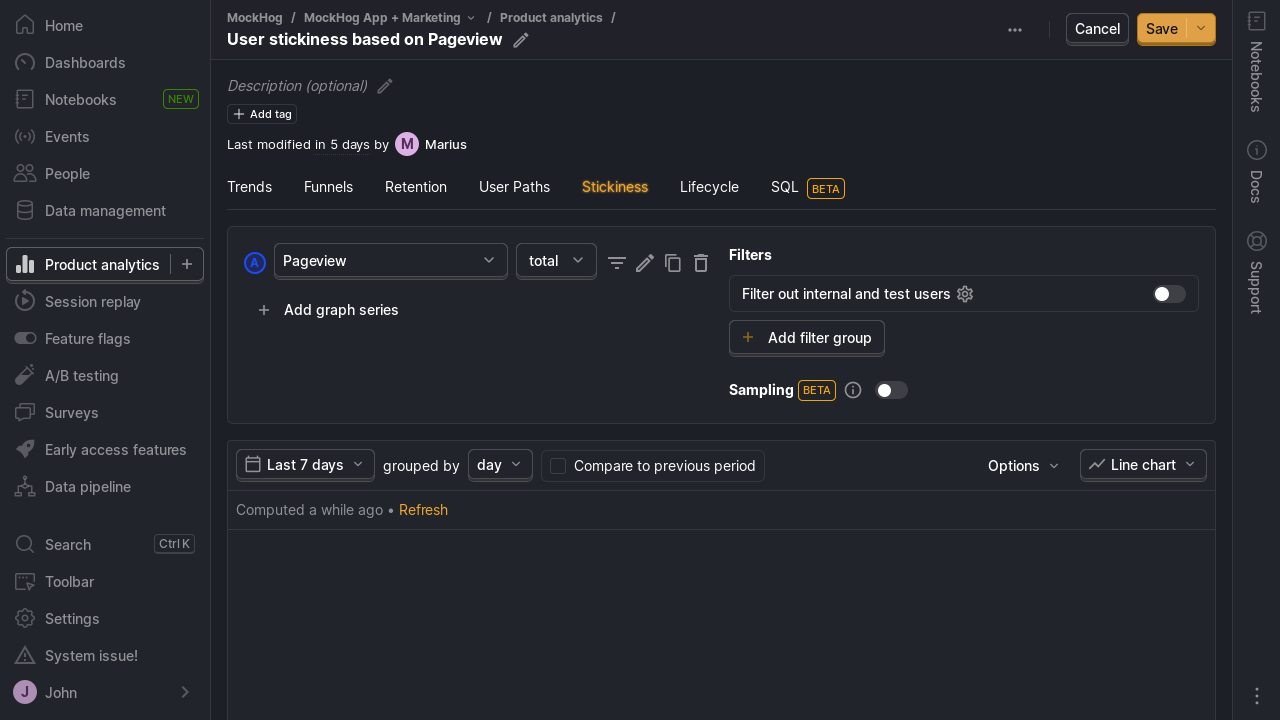 Home
Dashboards
Notebooks NEW
Events
People
Data management
Product analytics
Session replay
Feature flags
A/B testing
Surveys
Early access features
Data pipeline
Search Ctrl K
Toolbar
Settings
System issue!
J John
MockHog / MockHog App + Marketing / Product analytics /
User stickiness based on Pageview
Cancel Save
Description (optional)
Add tag
Last modified in 5 days by M Marius
Trends Funnels Retention User Paths Stickiness Lifecycle SQL BETA
A Pageview total
Add graph series
Filters
Filter out internal and test users
Add filter group
Sampling BETA
Last 7 days grouped by day Compare to previous period Options Line chart
Computed a while ago • Refresh
Notebooks
Docs
Support